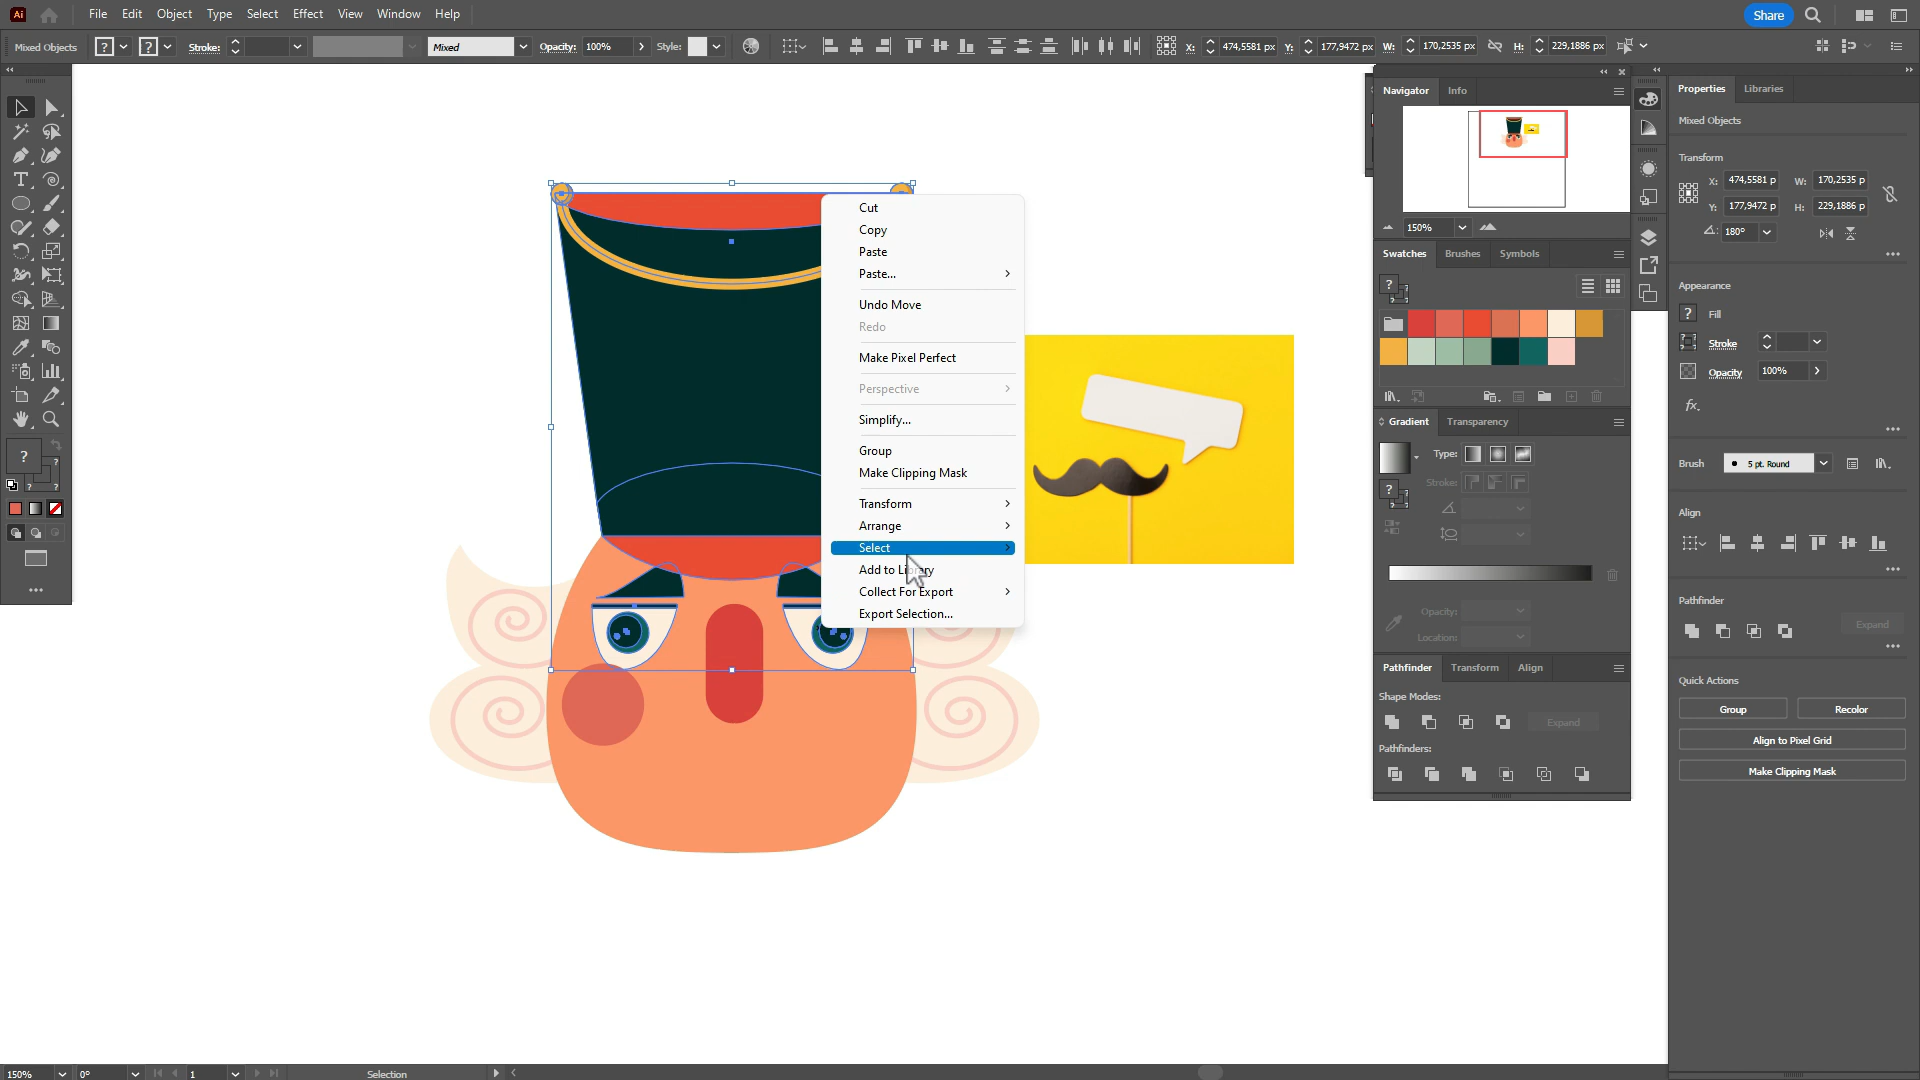 Ai File Edit Object Type Select Effect View Window Help Share
Mixed Objects ? ? Stroke: Mixed Opacity: 100% Style: X: 474,5581 px Y: 177,9472 px W: 170,2535 px H: 229,1886 px
Navigator Info
150%
Swatches Brushes Symbols
?
Gradient Transparency
Type:
Stroke:
?
Opacity:
Location:
Pathfinder Transform Align
Shape Modes:
Expand
Pathfinders:
Properties Libraries
Mixed Objects
Transform
X: 474,5581 p W: 170,2535 p
Y: 177,9472 p H: 229,1886 p
180°
Appearance
? Fill
Stroke
Opacity 100%
fx.
Brush 5 pt. Round
Align
Pathfinder
Expand
Quick Actions
Group Recolor
Align to Pixel Grid
Make Clipping Mask
Cut
Copy
Paste
Paste...
Undo Move
Redo
Make Pixel Perfect
Perspective
Simplify...
Group
Make Clipping Mask
Transform
Arrange
Select
Add to Library
Collect For Export
Export Selection...
T
? ?
? ?
150% 0° 1 Selection